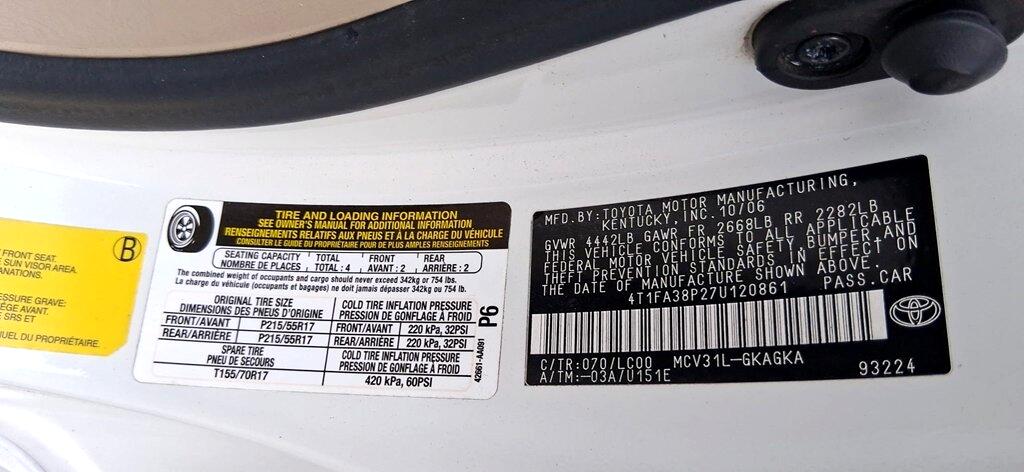 B
FRONT SEAT.
E SUN VISOR AREA.
ANATIONS.
PRESSURE GRAVE:
IÈGE AVANT.
E SRS ET
NUEL DU PROPRIÉTAIRE.
TIRE AND LOADING INFORMATION
SEE OWNER'S MANUAL FOR ADDITIONAL INFORMATION
RENSEIGNEMENTS RELATIFS AUX PNEUS ET À LA CHARGE DU VÉHICULE
CONSULTER LE GUIDE DU PROPRIÉTAIRE POUR DE PLUS AMPLES RENSEIGNEMENTS
SEATING CAPACITY TOTAL FRONT REAR
NOMBRE DE PLACES TOTAL : 4 AVANT : 2 ARRIÈRE : 2
The combined weight of occupants and cargo should never exceed 342kg or 754 lb.
La charge du véhicule (occupants et bagages) ne doit jamais dépasser 342kg ou 754 lb.
ORIGINAL TIRE SIZE COLD TIRE INFLATION PRESSURE
DIMENSIONS DES PNEUS D'ORIGINE PRESSION DE GONFLAGE À FROID
FRONT/AVANT P215/55R17 FRONT/AVANT 220 kPa, 32PSI
REAR/ARRIÈRE P215/55R17 REAR/ARRIÈRE 220 kPa, 32PSI
SPARE TIRE COLD TIRE INFLATION PRESSURE
PNEU DE SECOURS PRESSION DE GONFLAGE À FROID
T155/70R17 420 kPa, 60PSI
P6
42661-AA091
MFD. BY:TOYOTA MOTOR MANUFACTURING,
KENTUCKY, INC. 10/06
GVWR 4442LB GAWR FR 2668LB RR 2282LB
THIS VEHICLE CONFORMS TO ALL APPLICABLE
FEDERAL MOTOR VEHICLE SAFETY, BUMPER, AND
THEFT PREVENTION STANDARDS IN EFFECT ON
THE DATE OF MANUFACTURE SHOWN ABOVE.
4T1FA38P27U120861 PASS.CAR
C/TR:070/LC00 MCV31L-GKAGKA
A/TM:-03A/U151E 93224